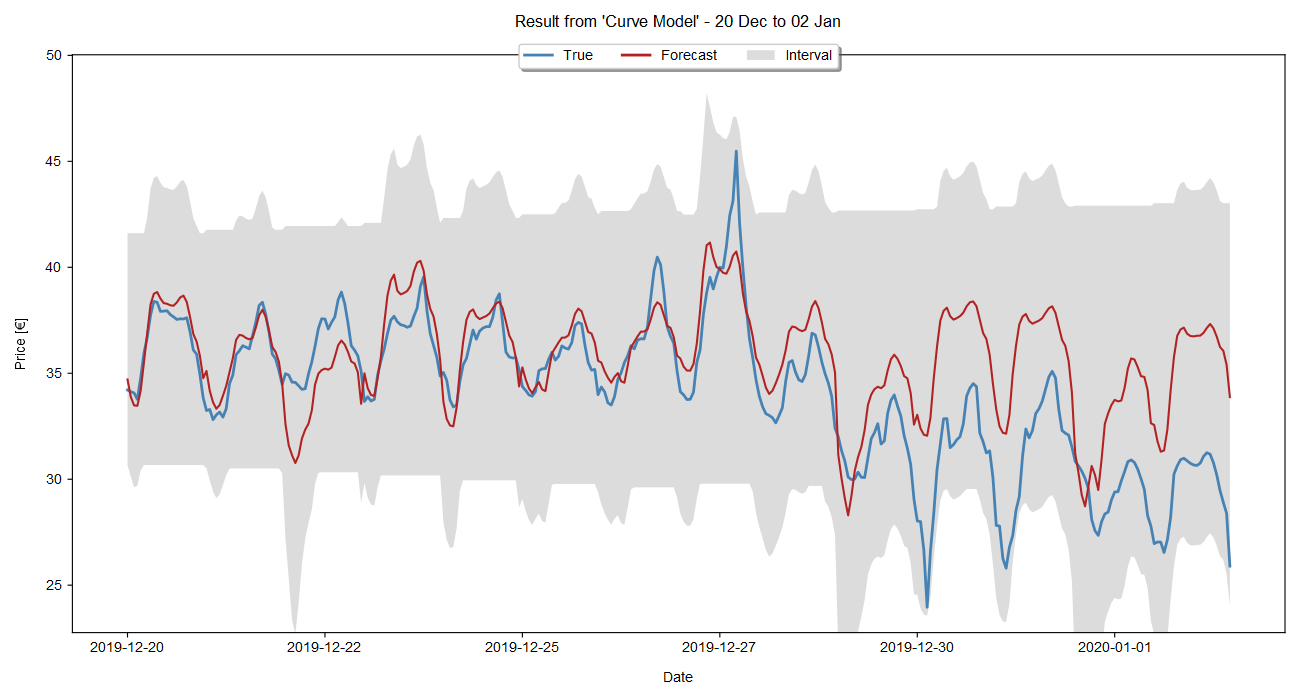 Result from 'Curve Model' - 20 Dec to 02 Jan
True Forecast Interval
50
45
40
35
30
25
Price [€]
2019-12-20 2019-12-22 2019-12-25 2019-12-27 2019-12-30 2020-01-01
Date